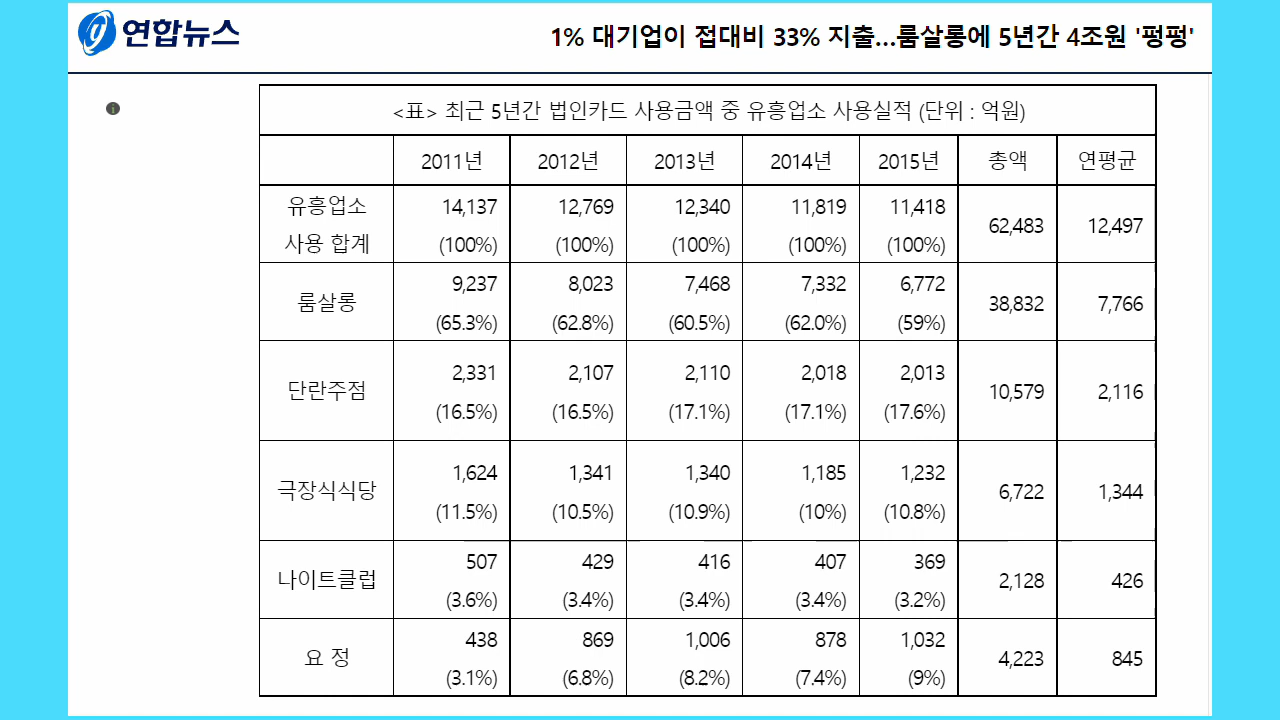 연합뉴스
1% 대기업이 접대비 33% 지출...룸살롱에 5년간 4조원 '펑펑'
<표> 최근 5년간 법인카드 사용금액 중 유흥업소 사용실적 (단위 : 억원)
2011년 2012년 2013년 2014년 2015년 총액 연평균
유흥업소 사용 합계 14,137 12,769 12,340 11,819 11,418 62,483 12,497
(100%) (100%) (100%) (100%) (100%)
룸살롱 9,237 8,023 7,468 7,332 6,772 38,832 7,766
(65.3%) (62.8%) (60.5%) (62.0%) (59%)
단란주점 2,331 2,107 2,110 2,018 2,013 10,579 2,116
(16.5%) (16.5%) (17.1%) (17.1%) (17.6%)
극장식식당 1,624 1,341 1,340 1,185 1,232 6,722 1,344
(11.5%) (10.5%) (10.9%) (10%) (10.8%)
나이트클럽 507 429 416 407 369 2,128 426
(3.6%) (3.4%) (3.4%) (3.4%) (3.2%)
요 정 438 869 1,006 878 1,032 4,223 845
(3.1%) (6.8%) (8.2%) (7.4%) (9%)